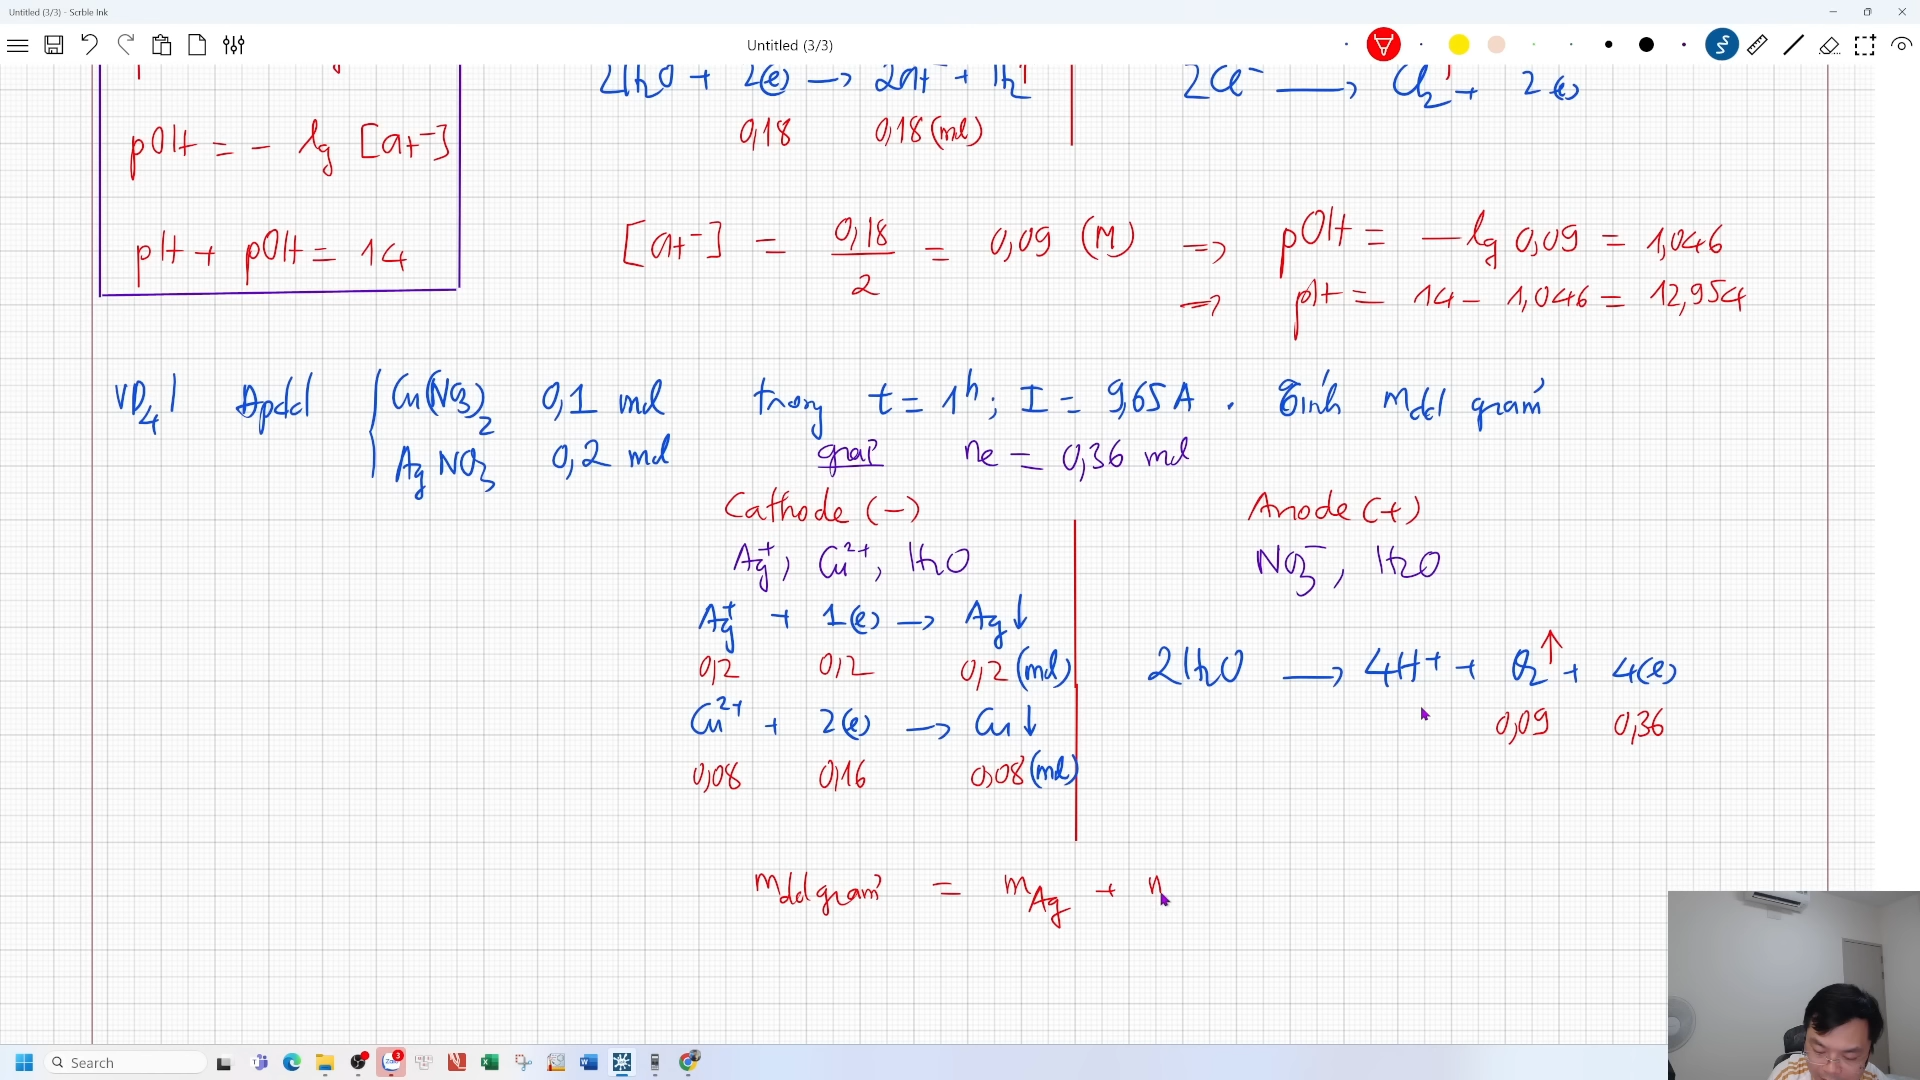 Untitled (3/3) - Scrble Ink
Untitled (3/3)
2H2O + 2(e) → 2OH⁻ + H2↑
2Cl⁻ → Cl2↑ + 2(e)
0,18 0,18 (mol)
pOH = - lg [OH⁻]
pH + pOH = 14
[OH⁻] = 0,18/2 = 0,09 (M) => pOH = -lg 0,09 = 1,046
=> pH = 14 - 1,046 = 12,954
VD4| Đpdd { Cu(NO3)2 0,1 mol trong t = 1h; I = 9,65A. Tính mdd giảm
AgNO3 0,2 mol giải ne = 0,36 mol
Cathode (-) Anode (+)
Ag⁺, Cu²⁺, H2O NO3⁻, H2O
Ag⁺ + 1(e) → Ag↓
0,2 0,2 0,2 (mol)
2H2O → 4H⁺ + O2↑ + 4(e)
0,09 0,36
Cu²⁺ + 2(e) → Cu↓
0,08 0,16 0,08 (mol)
mdd giảm = mAg +
Search